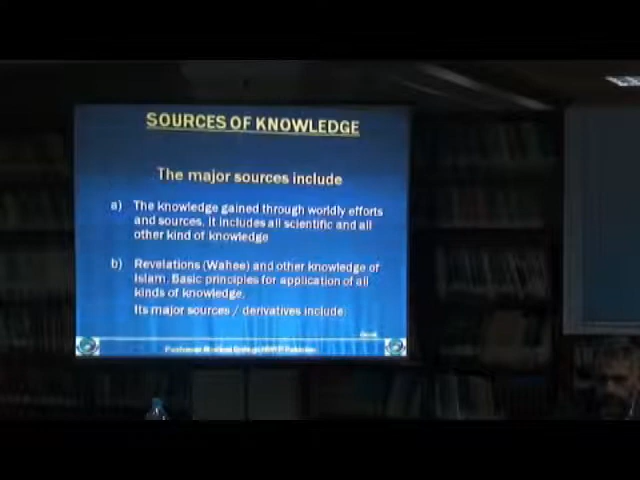 SOURCES OF KNOWLEDGE
The major sources include
a) The knowledge gained through worldly efforts
and sources. It includes all scientific and all
other kind of knowledge
b) Revelations (Wahee) and other knowledge of
Islam. Basic principles for application of all
kinds of knowledge.
Its major sources / derivatives include